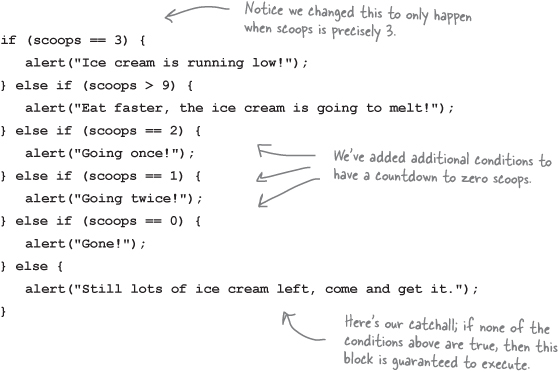 Notice we changed this to only happen
when scoops is precisely 3.
if (scoops == 3) {
alert("Ice cream is running low!");
} else if (scoops > 9) {
alert("Eat faster, the ice cream is going to melt!");
} else if (scoops == 2) {
alert("Going once!");
} else if (scoops == 1) {
alert("Going twice!");
} else if (scoops == 0) {
alert("Gone!");
} else {
alert("Still lots of ice cream left, come and get it.");
}
We've added additional conditions to
have a countdown to zero scoops.
Here's our catchall; if none of the
conditions above are true, then this
block is guaranteed to execute.